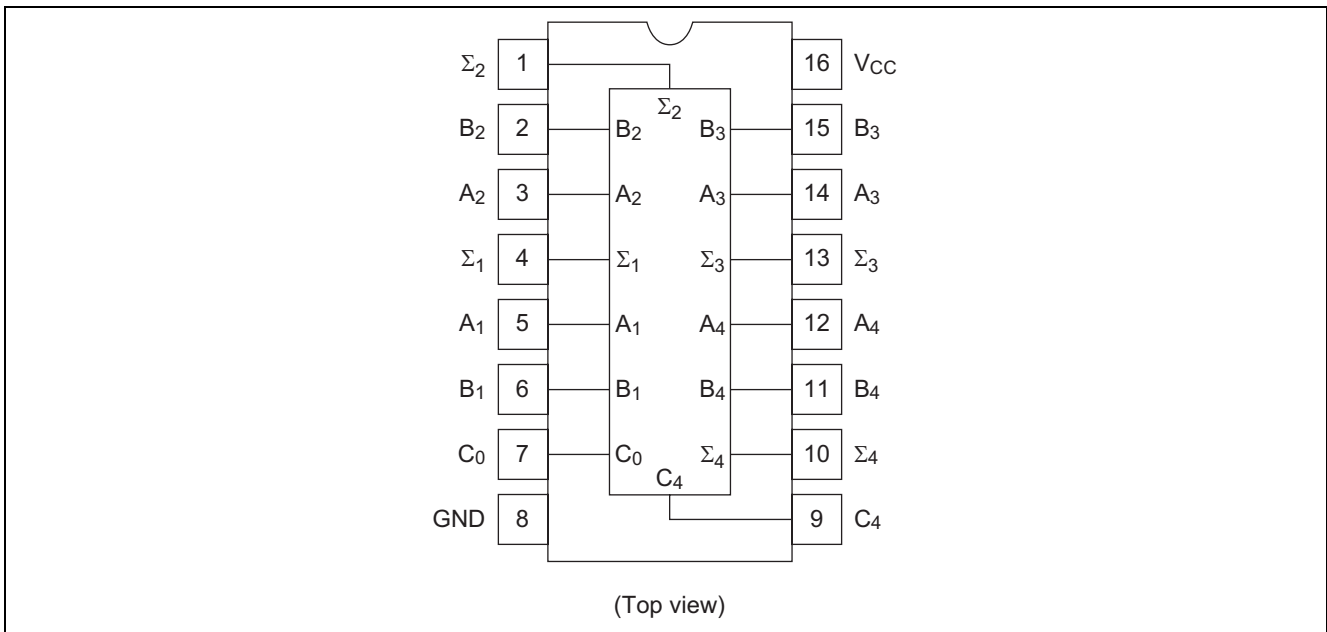 Σ2 1 16 VCC
Σ2
B2 2 B2 B3 15 B3
A2 3 A2 A3 14 A3
Σ1 4 Σ1 Σ3 13 Σ3
A1 5 A1 A4 12 A4
B1 6 B1 B4 11 B4
C0 7 C0 Σ4 10 Σ4
C4
GND 8 9 C4
(Top view)